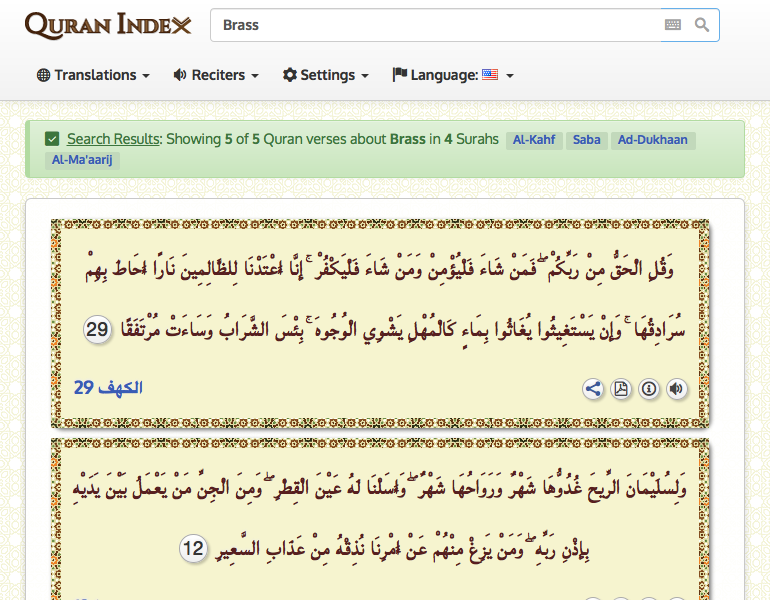 QURAN INDEX
Brass
Translations
Reciters
Settings
Language:
Search Results: Showing 5 of 5 Quran verses about Brass in 4 Surahs Al-Kahf Saba Ad-Dukhaan
Al-Ma'aarij
وَقُلِ الْحَقُّ مِنْ رَبِّكُمْ ۖ فَمَنْ شَاءَ فَلْيُؤْمِنْ وَمَنْ شَاءَ فَلْيَكْفُرْ ۚ إِنَّا أَعْتَدْنَا لِلظَّالِمِينَ نَارًا أَحَاطَ بِهِمْ
سُرَادِقُهَا ۚ وَإِنْ يَسْتَغِيثُوا يُغَاثُوا بِمَاءٍ كَالْمُهْلِ يَشْوِي الْوُجُوهَ ۚ بِئْسَ الشَّرَابُ وَسَاءَتْ مُرْتَفَقًا 29
الكهف 29
وَلِسُلَيْمَانَ الرِّيحَ غُدُوُّهَا شَهْرٌ وَرَوَاحُهَا شَهْرٌ ۖ وَأَسَلْنَا لَهُ عَيْنَ الْقِطْرِ ۖ وَمِنَ الْجِنِّ مَنْ يَعْمَلُ بَيْنَ يَدَيْهِ
بِإِذْنِ رَبِّهِ ۖ وَمَنْ يَزِغْ مِنْهُمْ عَنْ أَمْرِنَا نُذِقْهُ مِنْ عَذَابِ السَّعِيرِ 12